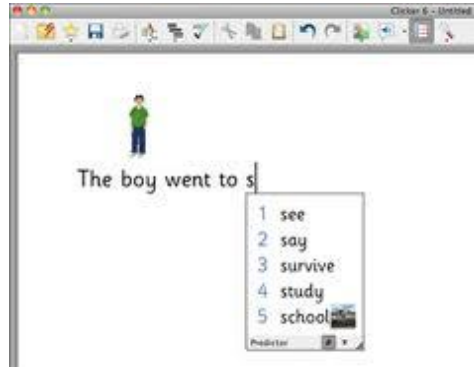 Clicker 6 - Untitled
The boy went to s
1 see
2 say
3 survive
4 study
5 school
Predictor